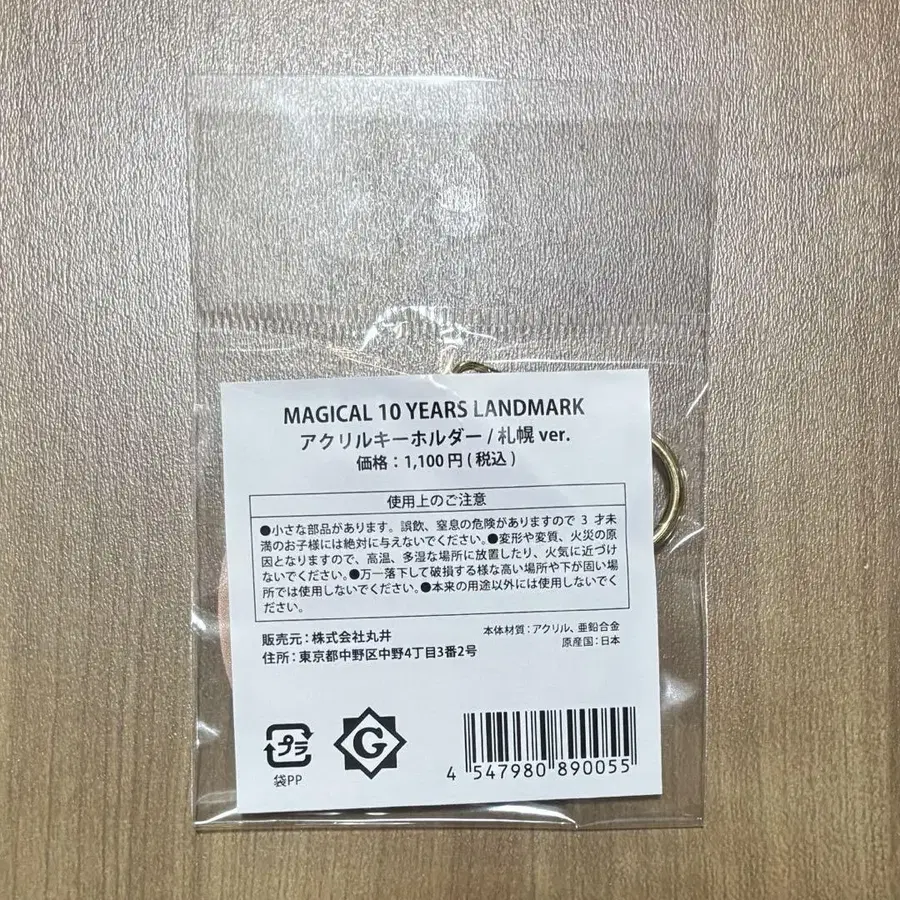 MAGICAL 10 YEARS LANDMARK
アクリルキーホルダー / 札幌 ver.
価格：1,100円 ( 税込 )
使用上のご注意
●小さな部品があります。誤飲、窒息の危険がありますので 3 才未
満のお子様には絶対に与えないでください。●変形や変質、火災の原
因となりますので、高温、多湿な場所に放置したり、火気に近づけ
ないでください。●万一落下して破損する様な高い場所や下が固い場
所では使用しないでください。●本来の用途以外には使用しないでく
ださい。
販売元：株式会社丸井
住所：東京都中野区中野4丁目3番2号
本体材質：アクリル、亜鉛合金
原産国：日本
プラ
袋PP
G
4 547980 890055